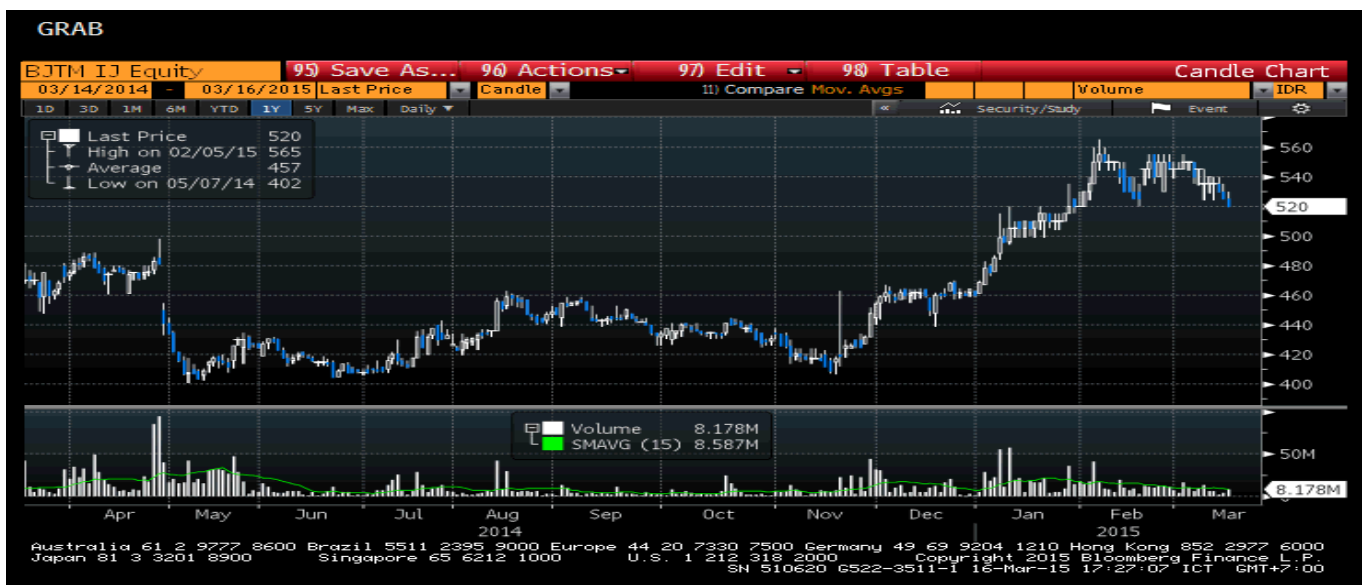 GRAB
BJTM IJ Equity 95) Save As... 96) Actions 97) Edit 98) Table Candle Chart
03/14/2014 - 03/16/2015 Last Price Candle 11) Compare Mov. Avgs Volume IDR
1D 3D 1M 6M YTD 1Y 5Y Max Daily ▼ « Security/Study Event
Last Price 520
High on 02/05/15 565
Average 457
Low on 05/07/14 402
560
540
520
500
480
460
440
420
400
Volume 8.178M
SMAVG (15) 8.587M
50M
8.178M
0
Apr May Jun Jul Aug Sep Oct Nov Dec Jan Feb Mar
2014 2015
Australia 61 2 9777 8600 Brazil 5511 2395 9000 Europe 44 20 7330 7500 Germany 49 69 9204 1210 Hong Kong 852 2977 6000
Japan 81 3 3201 8900 Singapore 65 6212 1000 U.S. 1 212 318 2000 Copyright 2015 Bloomberg Finance L.P.
SN 510620 G522-3511-1 16-Mar-15 17:27:07 ICT GMT+7:00